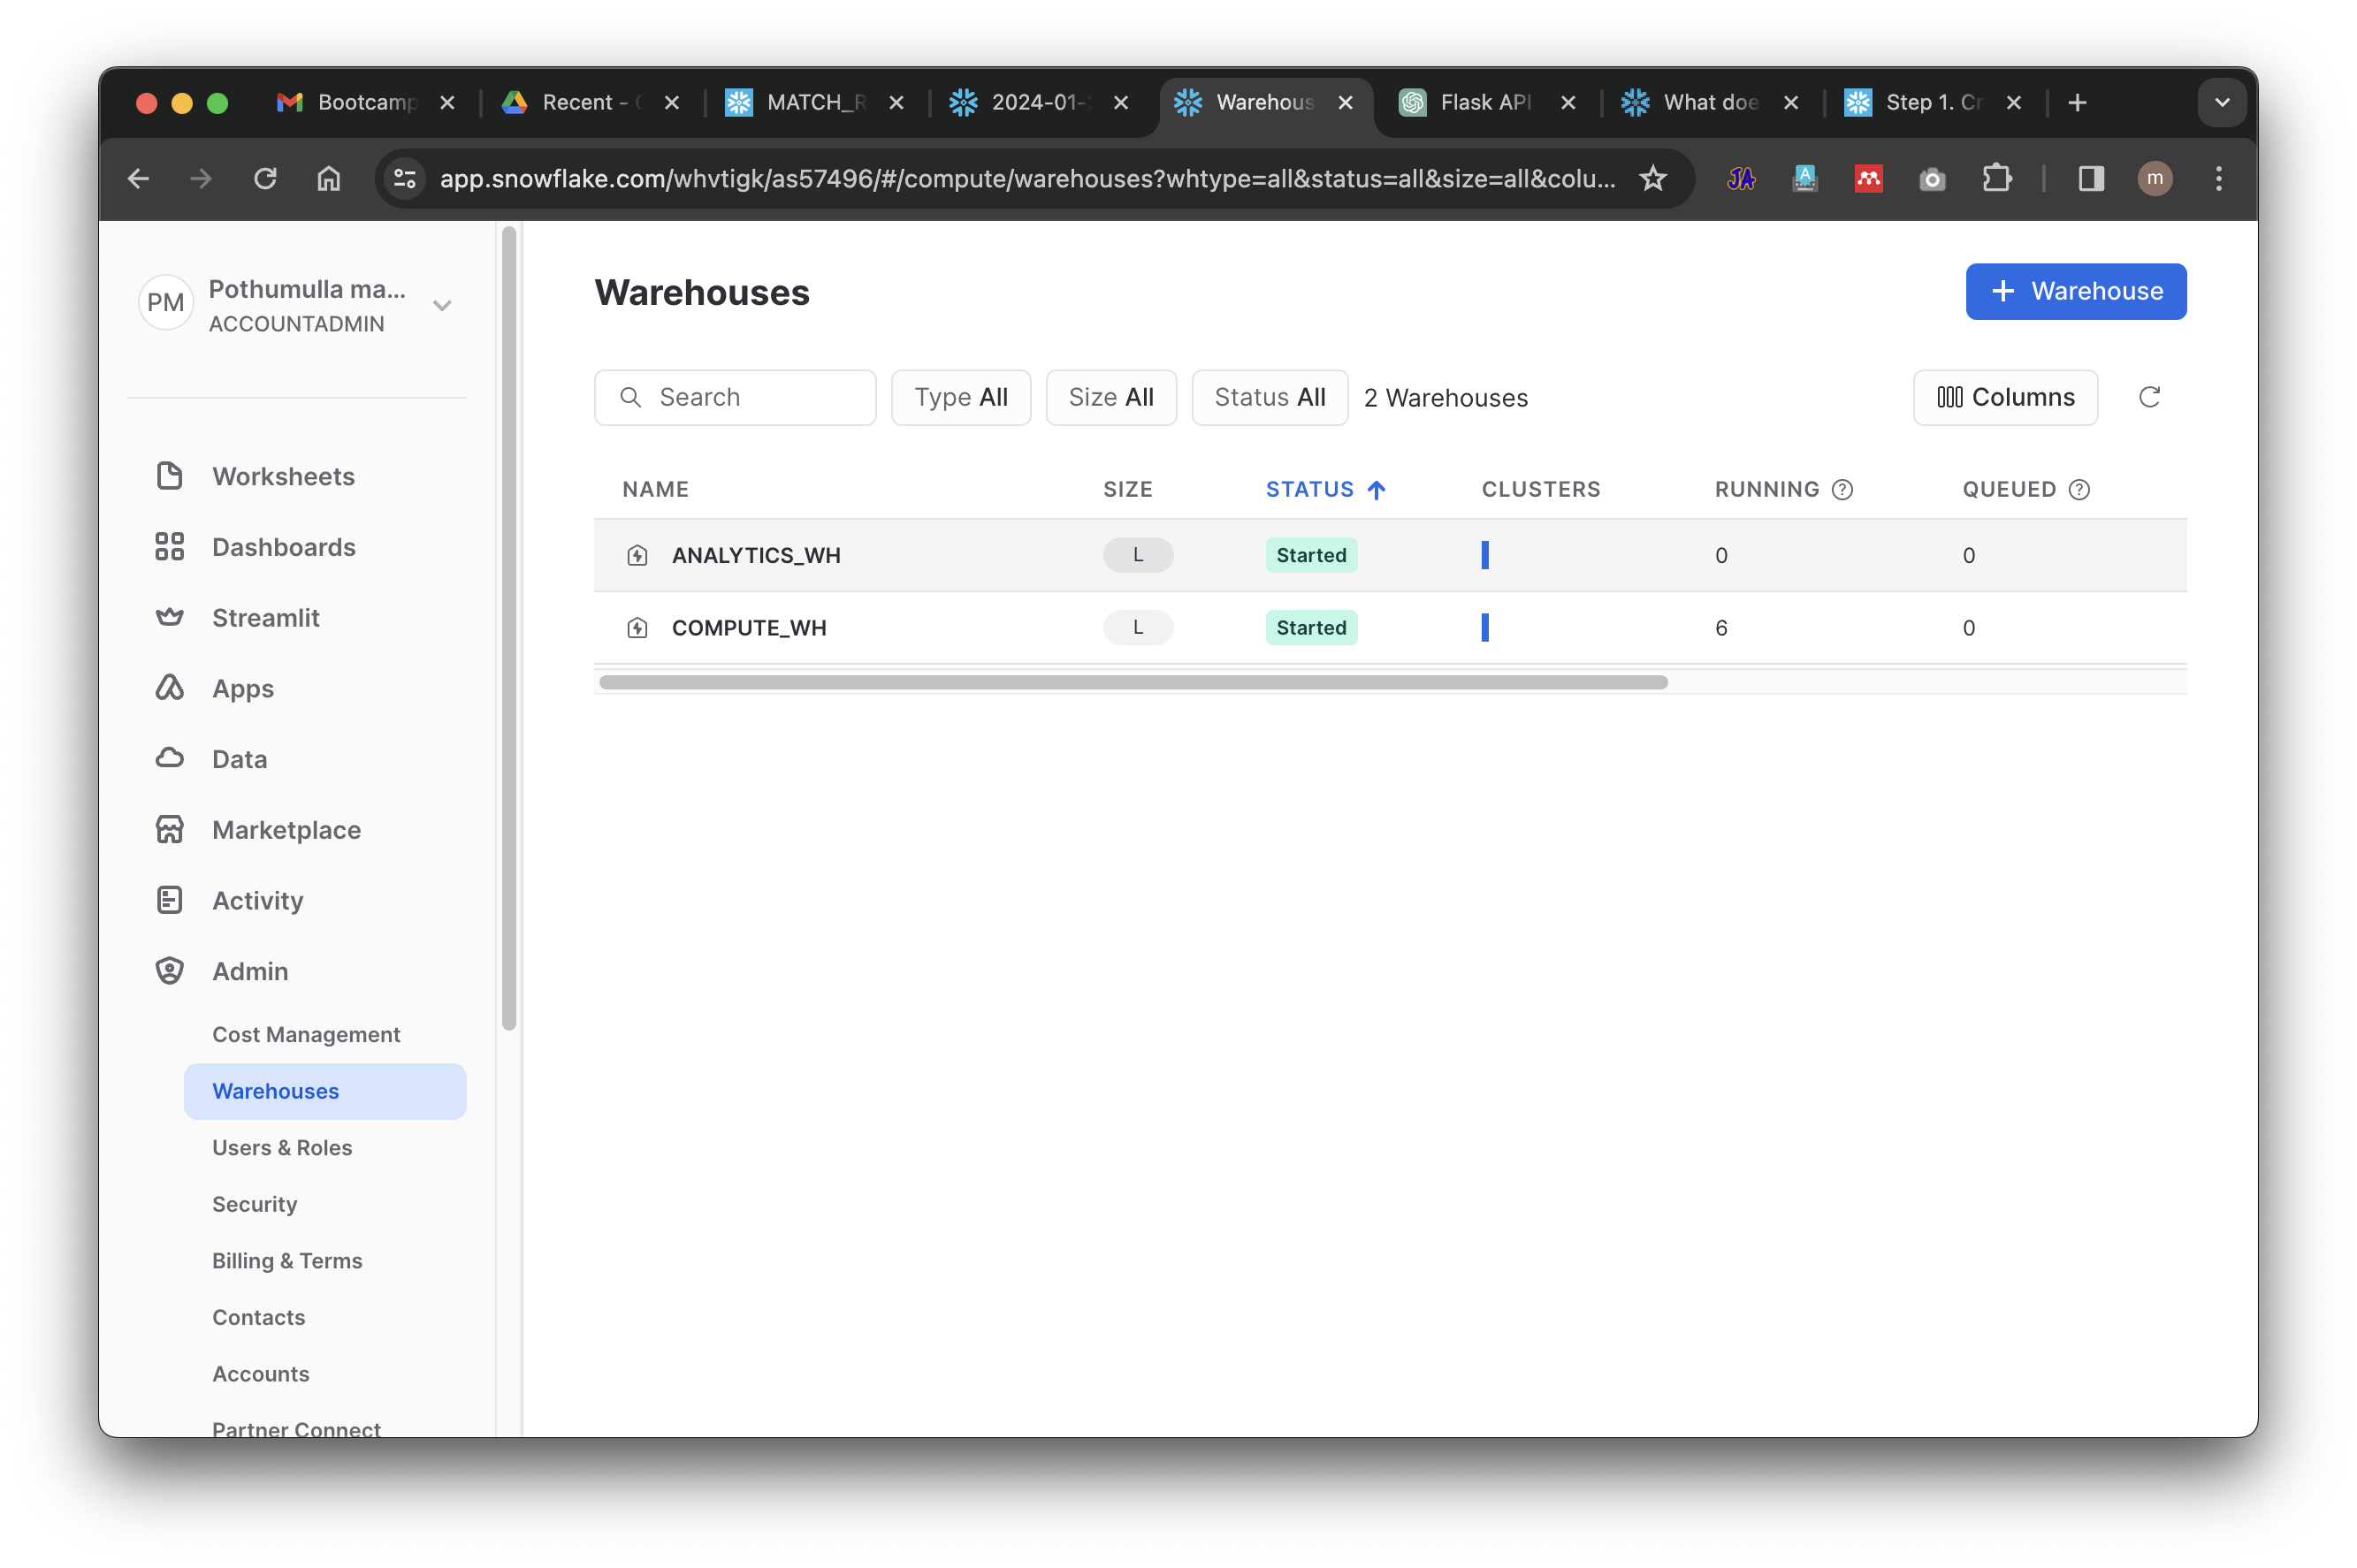 Bootcamp
Recent - G
MATCH_R
2024-01-
Warehous
Flask API
What doe
Step 1. Cr
app.snowflake.com/whvtigk/as57496/#/compute/warehouses?whtype=all&status=all&size=all&colu...
JA
A
m
PM
Pothumulla ma...
ACCOUNTADMIN
Worksheets
Dashboards
Streamlit
Apps
Data
Marketplace
Activity
Admin
Cost Management
Warehouses
Users & Roles
Security
Billing & Terms
Contacts
Accounts
Partner Connect
Warehouses
+ Warehouse
Search
Type All
Size All
Status All
2 Warehouses
Columns
NAME SIZE STATUS CLUSTERS RUNNING QUEUED
ANALYTICS_WH L Started 0 0
COMPUTE_WH L Started 6 0